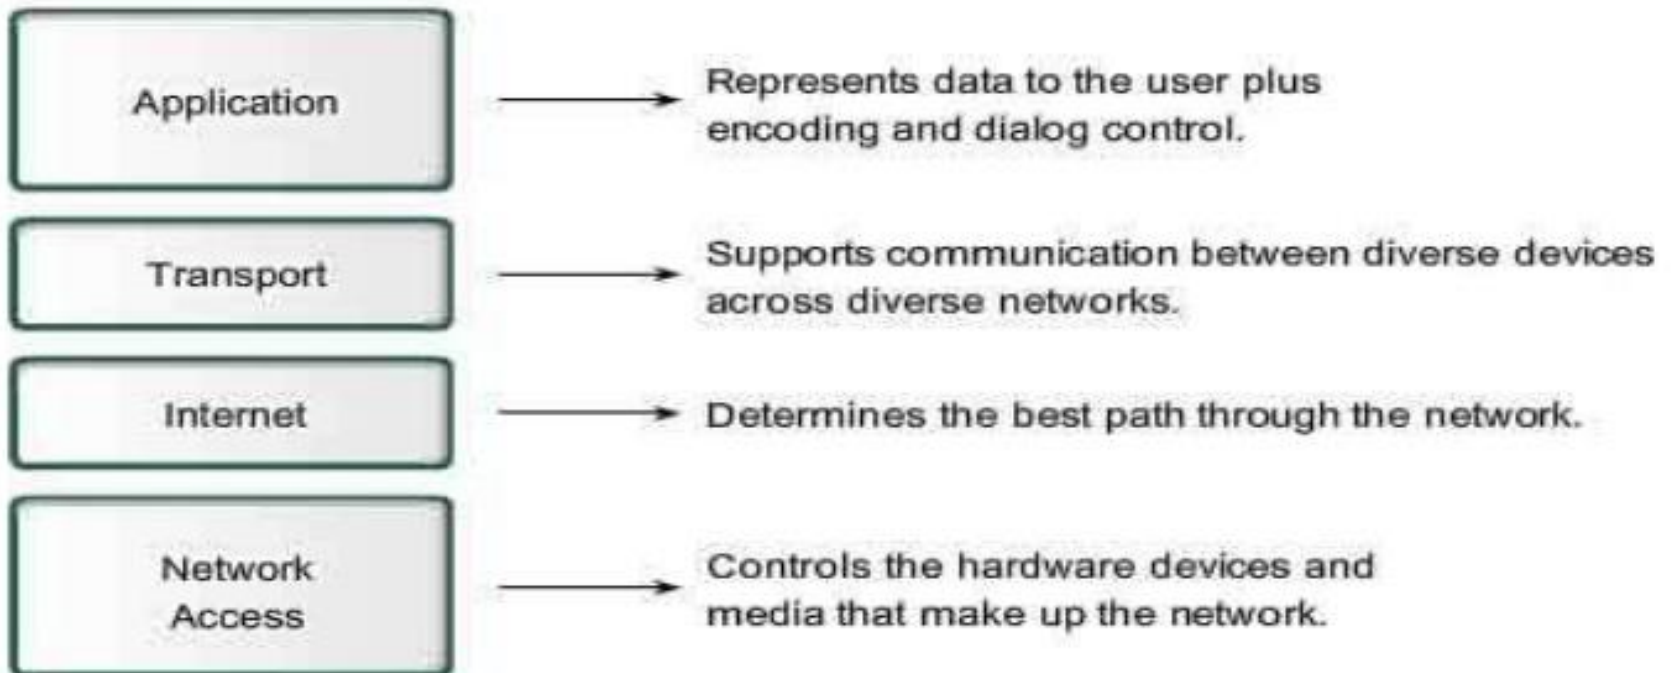 Application
Represents data to the user plus
encoding and dialog control.
Transport
Supports communication between diverse devices
across diverse networks.
Internet
Determines the best path through the network.
Network
Access
Controls the hardware devices and
media that make up the network.